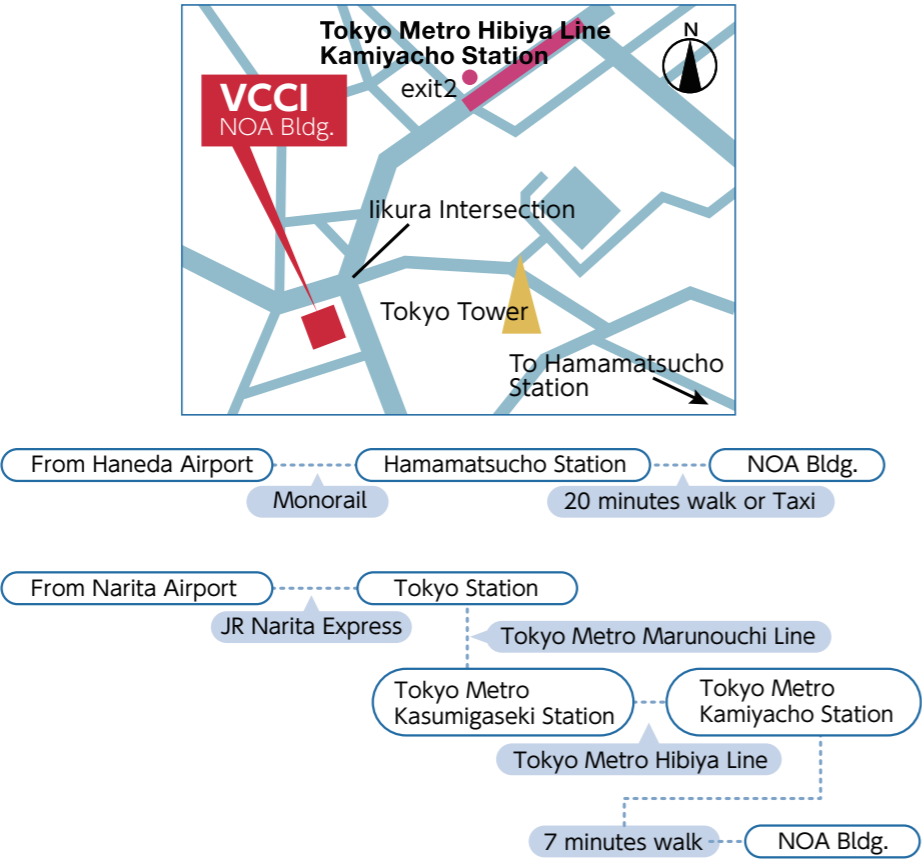 Tokyo Metro Hibiya Line
Kamiyacho Station
exit2
N
VCCI
NOA Bldg.
Iikura Intersection
Tokyo Tower
To Hamamatsucho
Station
From Haneda Airport
Hamamatsucho Station
NOA Bldg.
Monorail
20 minutes walk or Taxi
From Narita Airport
Tokyo Station
JR Narita Express
Tokyo Metro Marunouchi Line
Tokyo Metro
Kasumigaseki Station
Tokyo Metro
Kamiyacho Station
Tokyo Metro Hibiya Line
7 minutes walk
NOA Bldg.